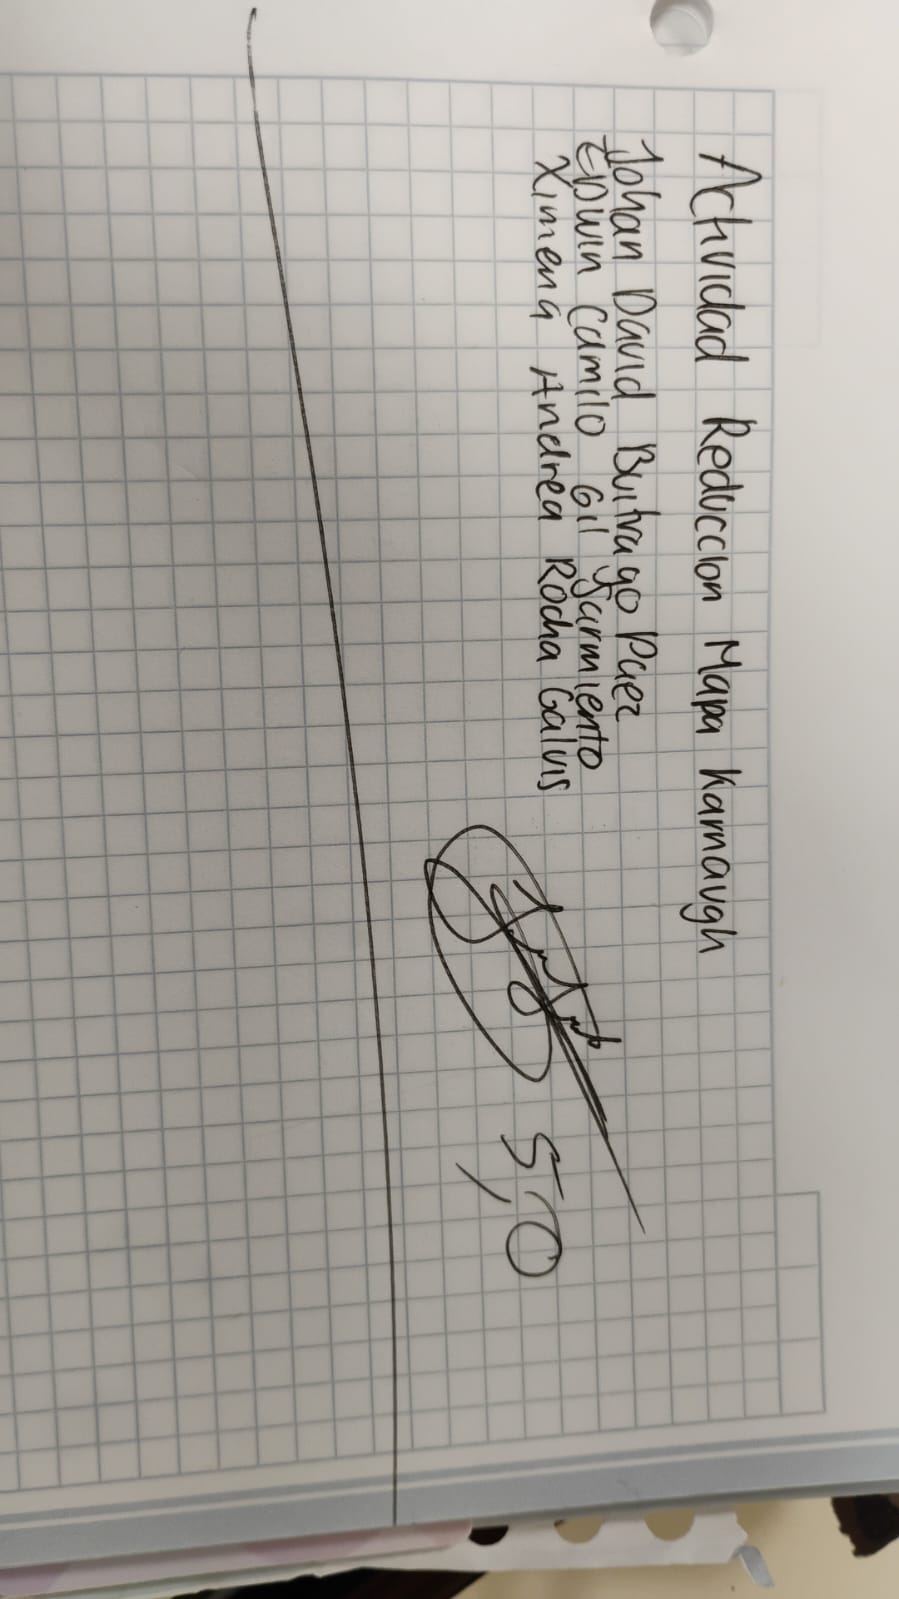 Actividad Reduccion Mapa Karnaugh
Johan David Buitrago Paez
Edwin Camilo Gil Sarmiento
Ximena Andrea Rocha Galvis
5,0